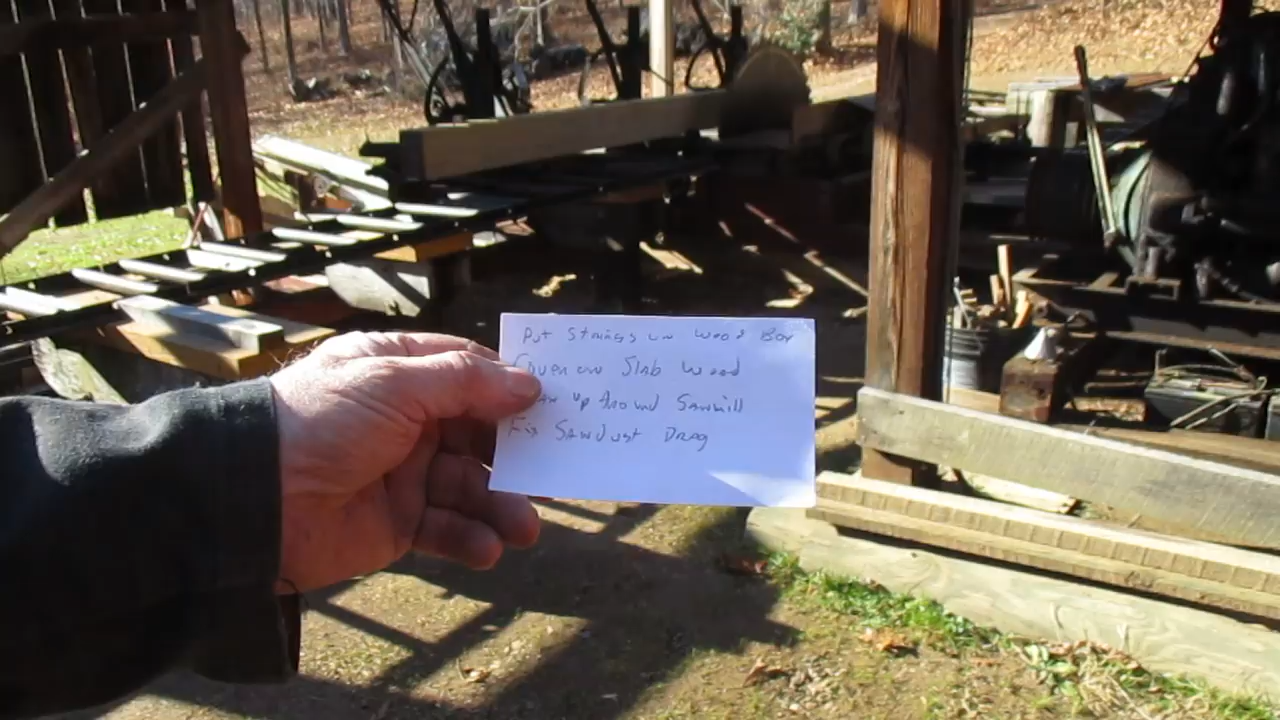 Put Strings on Wood Box
Cover on Slab Wood
up Around Sawmill
Fix Sawdust Drag